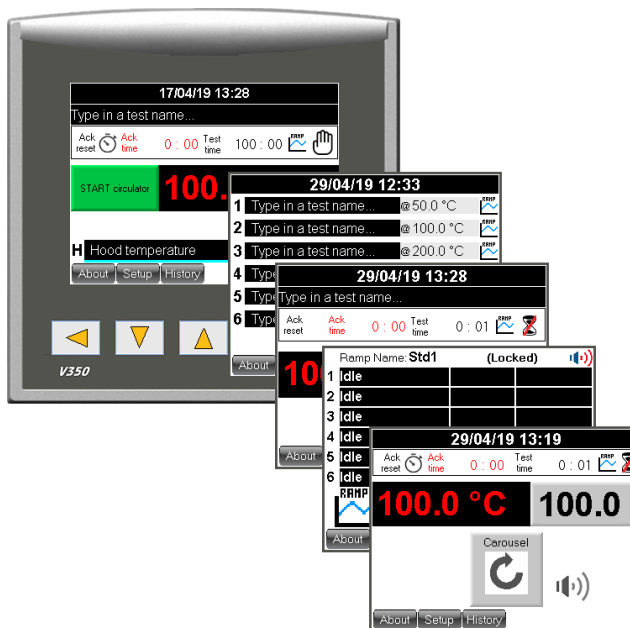 17/04/19 13:28
Type in a test name...
Ack reset Ack time 0 : 00 Test time 100 : 00 RAMP
START circulator 100.
H Hood temperature
About Setup History
V350
29/04/19 12:33
1 Type in a test name... @ 50.0 °C RAMP
2 Type in a test name... @ 100.0 °C RAMP
3 Type in a test name... @ 200.0 °C RAMP
4 Type
5 Type
6 Type
About
29/04/19 13:28
Type in a test name...
Ack reset Ack time 0 : 00 Test time 0 : 01 RAMP
10
About
Ramp Name: Std1 (Locked)
1 Idle
2 Idle
3 Idle
4 Idle
5 Idle
6 Idle
RAMP
About
29/04/19 13:19
Ack reset Ack time 0 : 00 Test time 0 : 01 RAMP
100.0 °C 100.0
Carousel
About Setup History